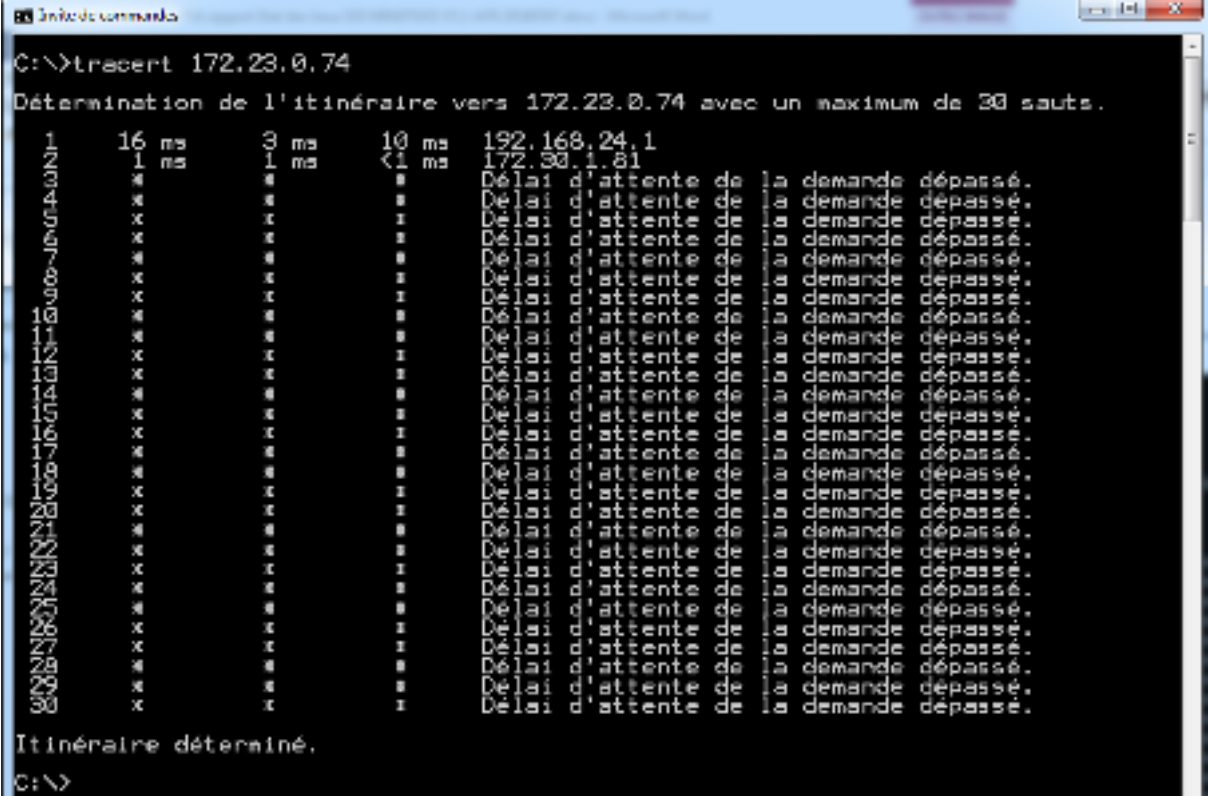 Invite de commandes
C:\>tracert 172.23.0.74
Détermination de l'itinéraire vers 172.23.0.74 avec un maximum de 30 sauts.
1 16 ms 3 ms 10 ms 192.168.24.1
2 1 ms 1 ms <1 ms 172.30.1.81
3 * * * Délai d'attente de la demande dépassé.
4 * * * Délai d'attente de la demande dépassé.
5 * * * Délai d'attente de la demande dépassé.
6 * * * Délai d'attente de la demande dépassé.
7 * * * Délai d'attente de la demande dépassé.
8 * * * Délai d'attente de la demande dépassé.
9 * * * Délai d'attente de la demande dépassé.
10 * * * Délai d'attente de la demande dépassé.
11 * * * Délai d'attente de la demande dépassé.
12 * * * Délai d'attente de la demande dépassé.
13 * * * Délai d'attente de la demande dépassé.
14 * * * Délai d'attente de la demande dépassé.
15 * * * Délai d'attente de la demande dépassé.
16 * * * Délai d'attente de la demande dépassé.
17 * * * Délai d'attente de la demande dépassé.
18 * * * Délai d'attente de la demande dépassé.
19 * * * Délai d'attente de la demande dépassé.
20 * * * Délai d'attente de la demande dépassé.
21 * * * Délai d'attente de la demande dépassé.
22 * * * Délai d'attente de la demande dépassé.
23 * * * Délai d'attente de la demande dépassé.
24 * * * Délai d'attente de la demande dépassé.
25 * * * Délai d'attente de la demande dépassé.
26 * * * Délai d'attente de la demande dépassé.
27 * * * Délai d'attente de la demande dépassé.
28 * * * Délai d'attente de la demande dépassé.
29 * * * Délai d'attente de la demande dépassé.
30 * * * Délai d'attente de la demande dépassé.
Itinéraire déterminé.
C:\>